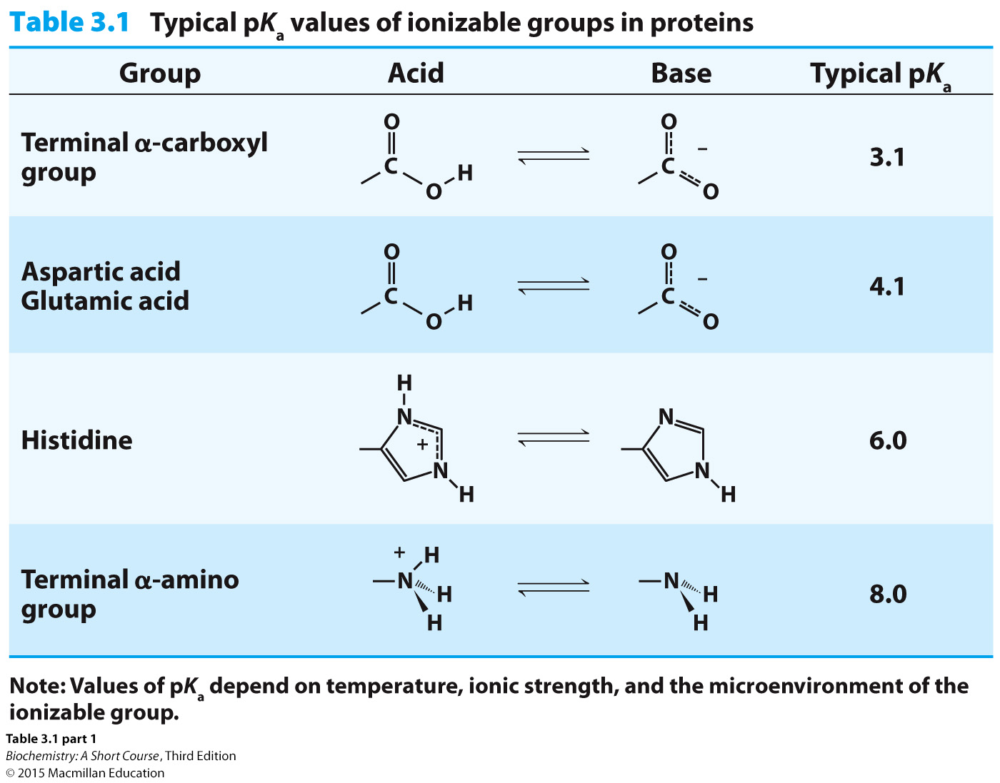 Table 3.1 Typical pKa values of ionizable groups in proteins
Group Acid Base Typical pKa
Terminal α-carboxyl
group
O
C
O
H
O
C
O
−
3.1
Aspartic acid
Glutamic acid
O
C
O
H
O
C
O
−
4.1
Histidine
H
N
+
N
H
N
N
H
6.0
Terminal α-amino
group
+
H
N
H
H
N
H
H
8.0
Note: Values of pKa depend on temperature, ionic strength, and the microenvironment of the
ionizable group.
Table 3.1 part 1
Biochemistry: A Short Course, Third Edition
© 2015 Macmillan Education